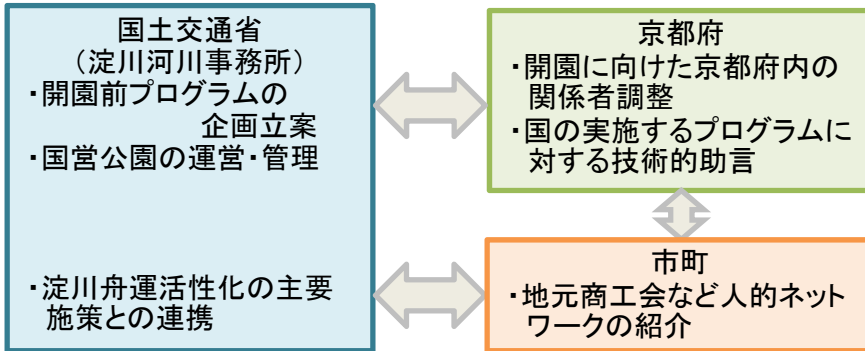 国土交通省
（淀川河川事務所）
・開園前プログラムの
企画立案
・国営公園の運営・管理
・淀川舟運活性化の主要
施策との連携
京都府
・開園に向けた京都府内の
関係者調整
・国の実施するプログラムに
対する技術的助言
市町
・地元商工会など人的ネット
ワークの紹介